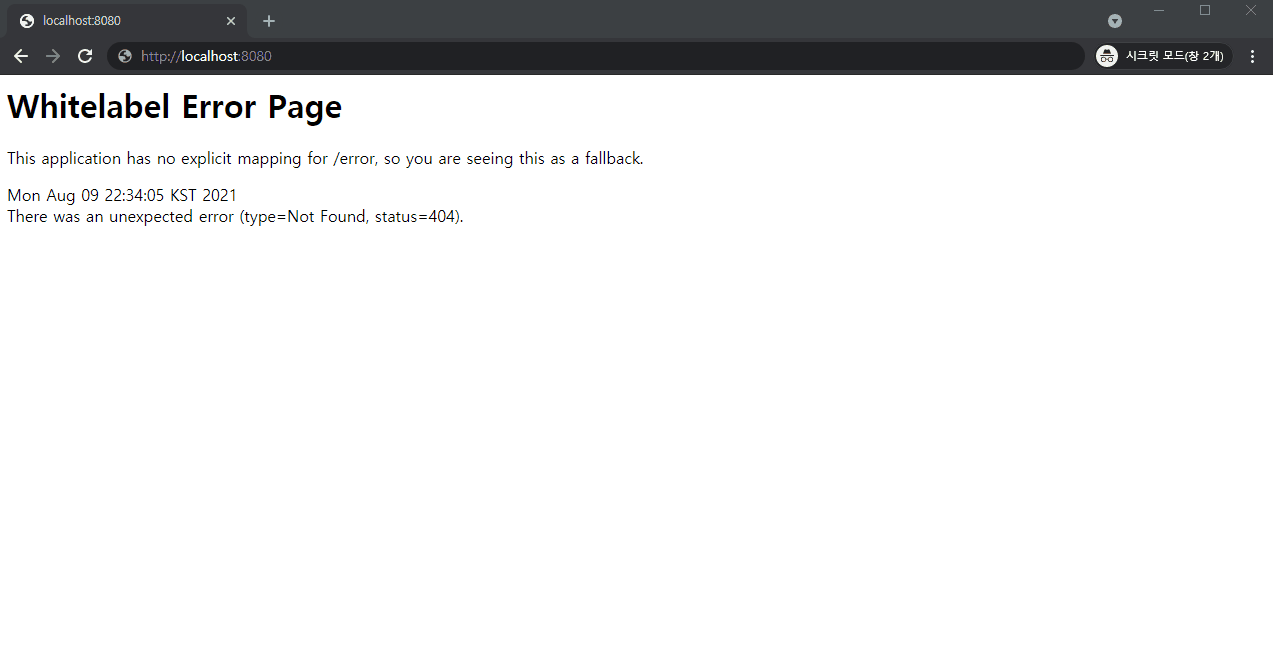 localhost:8080
http://localhost:8080
시크릿 모드(창 2개)
Whitelabel Error Page
This application has no explicit mapping for /error, so you are seeing this as a fallback.
Mon Aug 09 22:34:05 KST 2021
There was an unexpected error (type=Not Found, status=404).